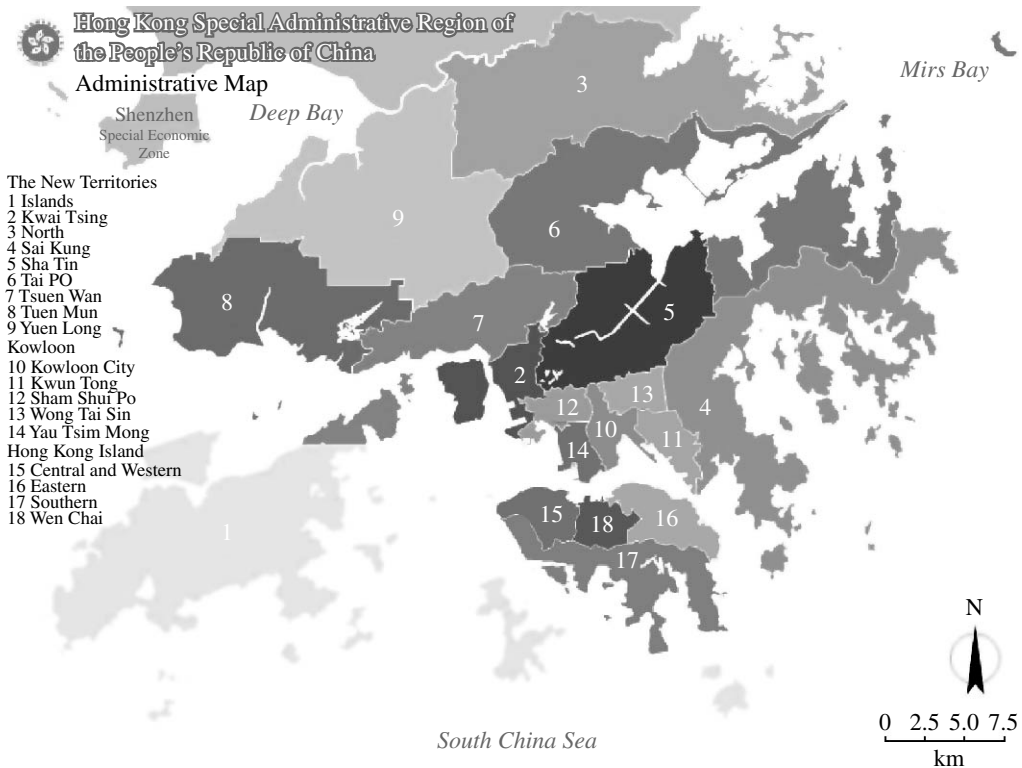 Hong Kong Special Administrative Region of
the People's Republic of China
Administrative Map
Shenzhen
Special Economic
Zone
Deep Bay
Mirs Bay
The New Territories
1 Islands
2 Kwai Tsing
3 North
4 Sai Kung
5 Sha Tin
6 Tai PO
7 Tsuen Wan
8 Tuen Mun
9 Yuen Long
Kowloon
10 Kowloon City
11 Kwun Tong
12 Sham Shui Po
13 Wong Tai Sin
14 Yau Tsim Mong
Hong Kong Island
15 Central and Western
16 Eastern
17 Southern
18 Wen Chai
3
9
6
8
7
5
2
13
12
4
10
11
14
15
18
16
1
17
N
0 2.5 5.0 7.5
km
South China Sea